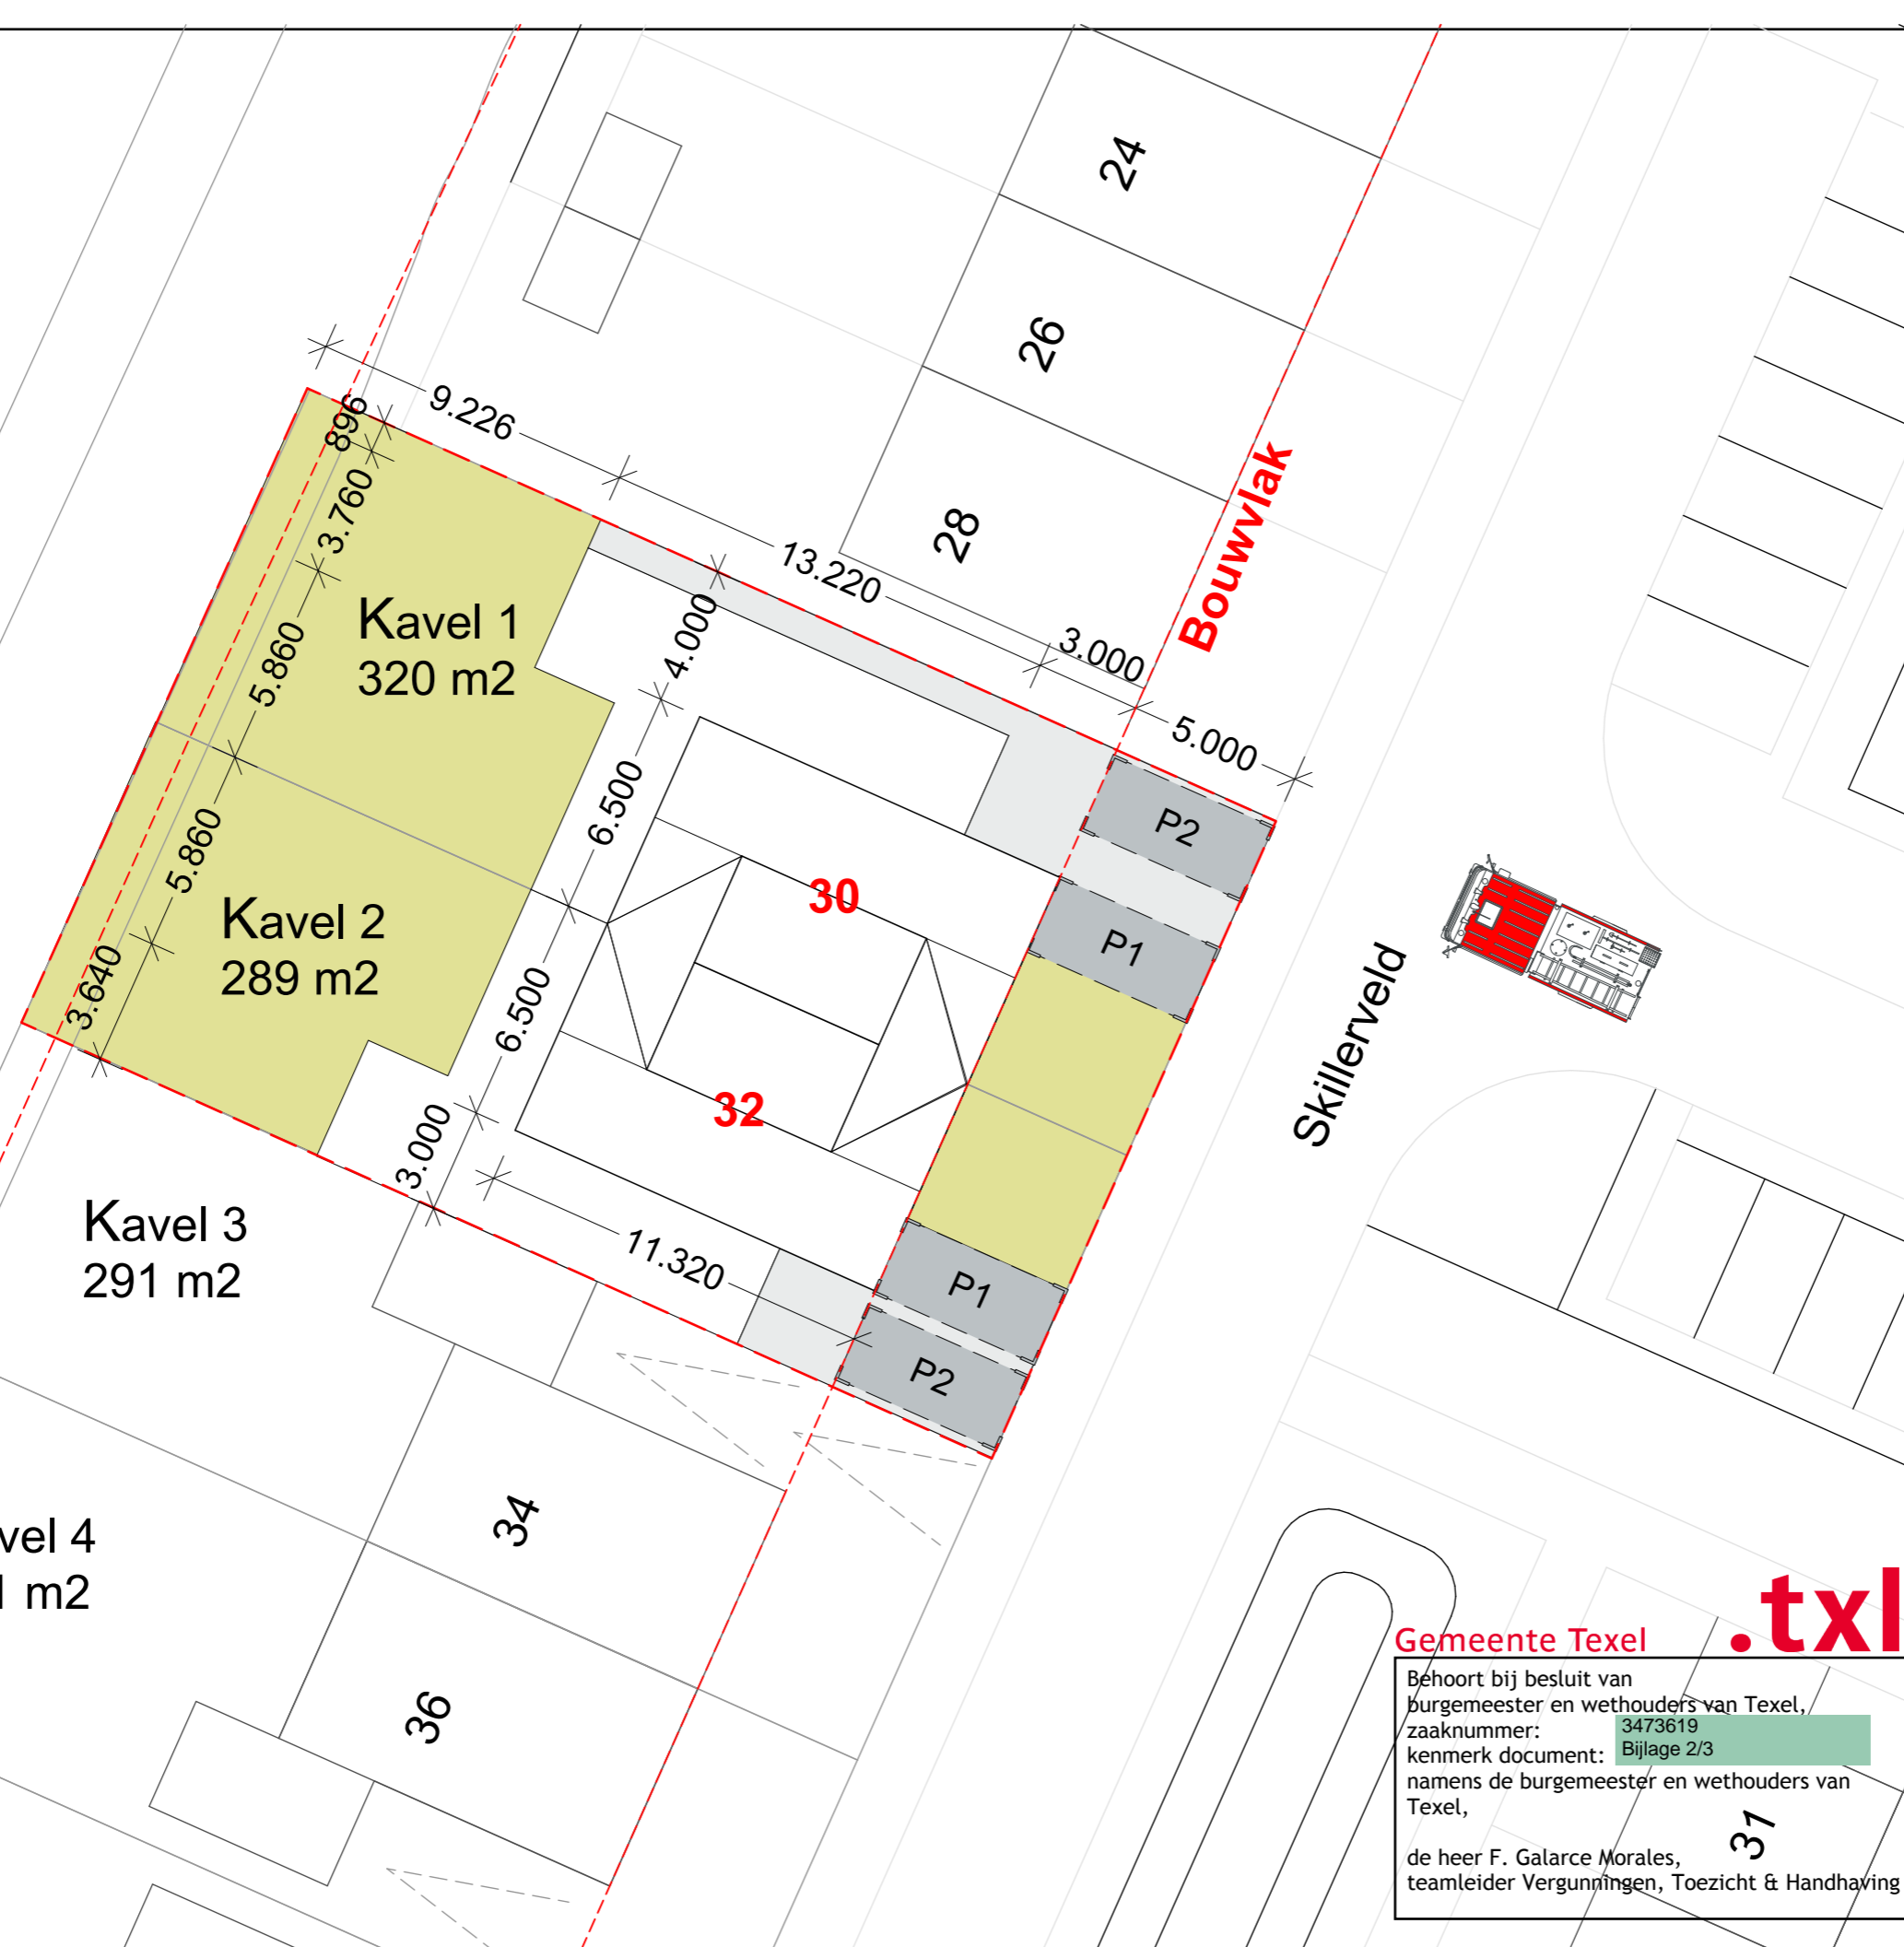 24
26
28
Bouwvlak
9.226
896
3.760
13.220
3.000
5.000
4.000
Kavel 1
320 m2
5.860
6.500
P2
30
P1
5.860
Kavel 2
289 m2
3.640
6.500
32
Skillerveld
3.000
11.320
P1
P2
Kavel 3
291 m2
34
vel 4
m2
36
31
.txl
Gemeente Texel
Behoort bij besluit van
burgemeester en wethouders van Texel,
zaaknummer: 3473619
kenmerk document: Bijlage 2/3
namens de burgemeester en wethouders van
Texel,
de heer F. Galarce Morales,
teamleider Vergunningen, Toezicht & Handhaving